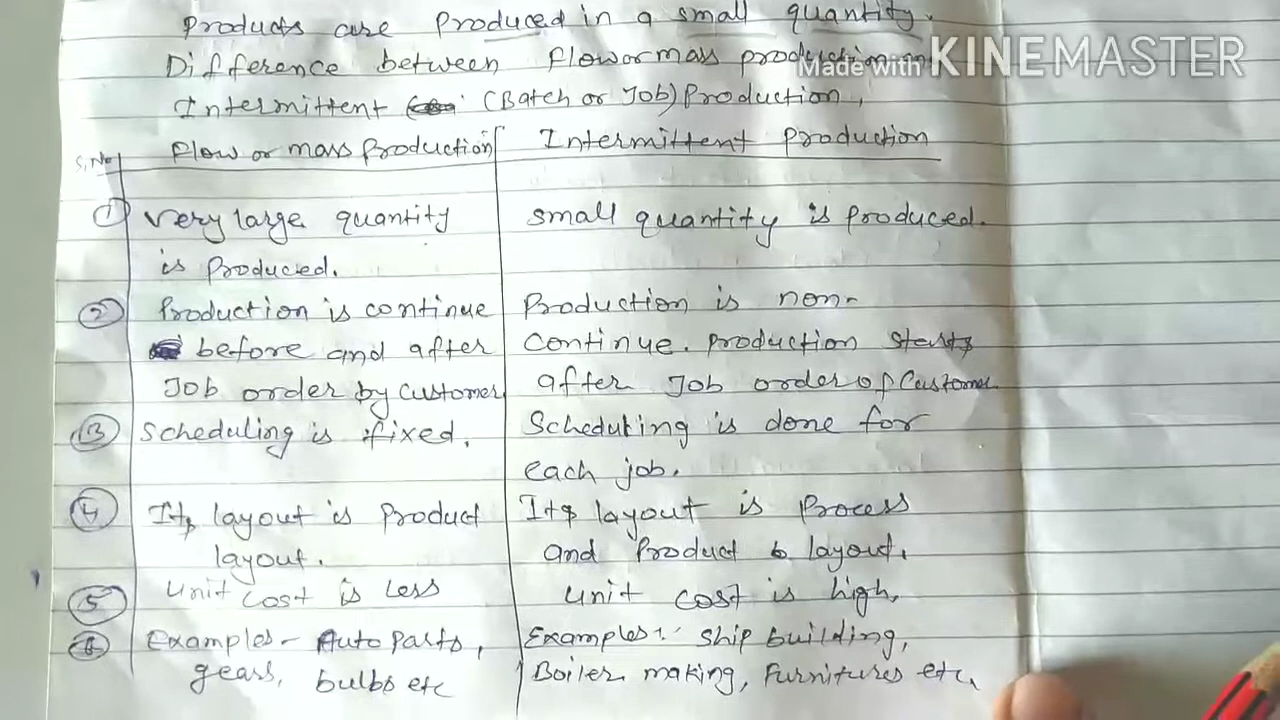 Products are produced in a small quantity.
Difference between flow or mass production
Made with KINEMASTER
Intermittent (Batch or Job) Production,
S.No
Flow or mass Production
Intermittent production
① Very large quantity
is Produced.
small quantity is produced.
② Production is continue
before and after
Job order by customer
Production is non-
continue. production starts
after Job order of Customer
③ Scheduling is fixed.
Scheduling is done for
each job.
④ Its layout is Product
layout.
Its layout is Process
and Product layout.
⑤ Unit cost is Less
Unit cost is high,
⑥ Examples- Auto parts,
gears, bulbs etc
Examples:- ship building,
Boiler making, Furnitures etc,